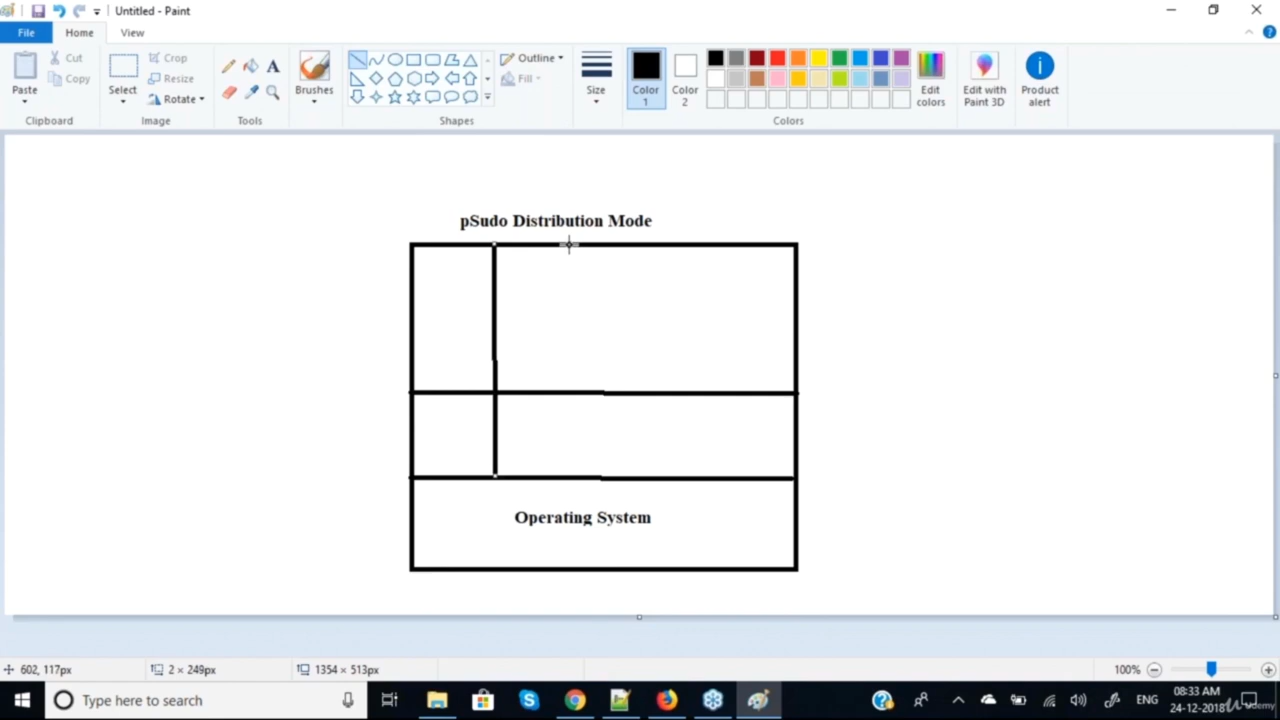 Untitled - Paint
File Home View
Paste
Cut
Copy
Clipboard
Select
Crop
Resize
Rotate
Image
Tools
Brushes
Outline
Fill
Shapes
Size
Color 1
Color 2
Edit colors
Colors
Edit with Paint 3D
Product alert
pSudo Distribution Mode
Operating System
602, 117px
2 × 249px
1354 × 513px
100%
Type here to search
ENG
08:33 AM
24-12-2018
Udemy